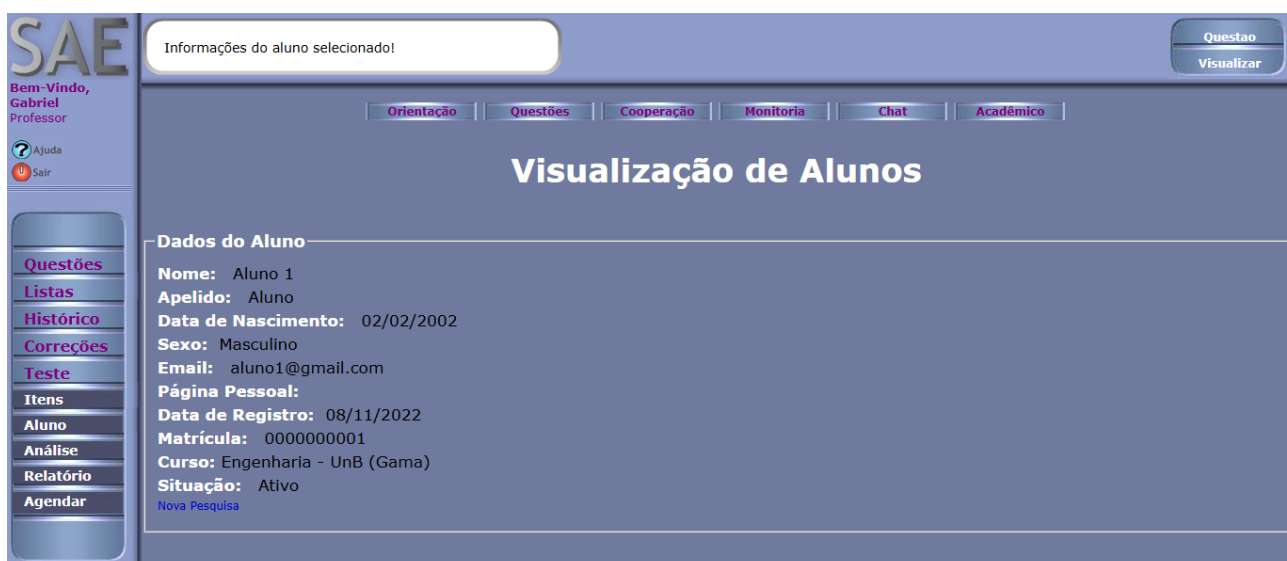 SAE
Bem-Vindo,
Gabriel
Professor
Ajuda
Sair
Questões
Listas
Histórico
Correções
Teste
Itens
Aluno
Análise
Relatório
Agendar
Informações do aluno selecionado!
Questao
Visualizar
Orientação Questões Cooperação Monitoria Chat Acadêmico
Visualização de Alunos
Dados do Aluno
Nome: Aluno 1
Apelido: Aluno
Data de Nascimento: 02/02/2002
Sexo: Masculino
Email: aluno1@gmail.com
Página Pessoal:
Data de Registro: 08/11/2022
Matrícula: 0000000001
Curso: Engenharia - UnB (Gama)
Situação: Ativo
Nova Pesquisa